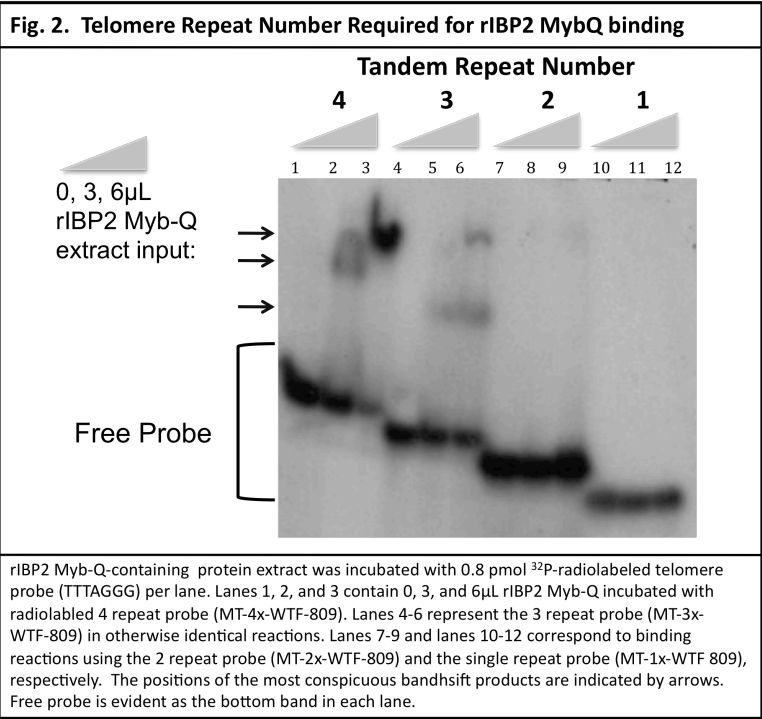 Fig. 2. Telomere Repeat Number Required for rIBP2 MybQ binding
Tandem Repeat Number
4 3 2 1
1 2 3 4 5 6 7 8 9 10 11 12
0, 3, 6µL
rIBP2 Myb-Q
extract input:
Free Probe
rIBP2 Myb-Q-containing protein extract was incubated with 0.8 pmol ³²P-radiolabeled telomere
probe (TTTAGGG) per lane. Lanes 1, 2, and 3 contain 0, 3, and 6µL rIBP2 Myb-Q incubated with
radiolabled 4 repeat probe (MT-4x-WTF-809). Lanes 4-6 represent the 3 repeat probe (MT-3x-
WTF-809) in otherwise identical reactions. Lanes 7-9 and lanes 10-12 correspond to binding
reactions using the 2 repeat probe (MT-2x-WTF-809) and the single repeat probe (MT-1x-WTF 809),
respectively. The positions of the most conspicuous bandhsift products are indicated by arrows.
Free probe is evident as the bottom band in each lane.